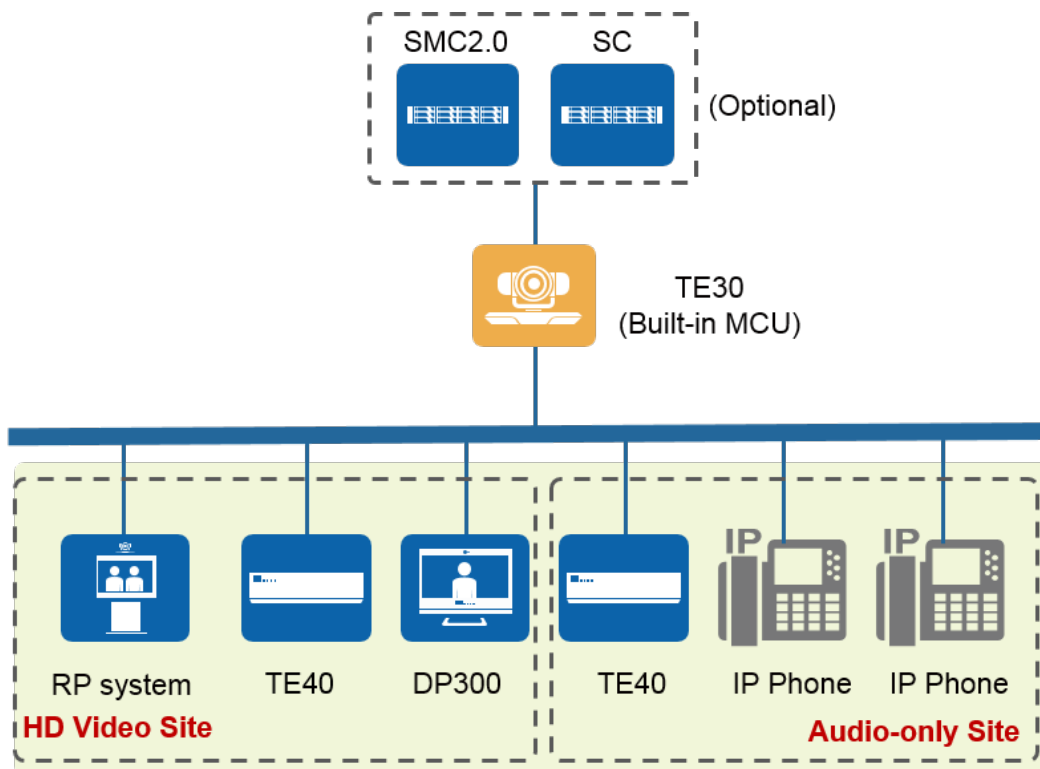 SMC2.0
SC
(Optional)
TE30
(Built-in MCU)
IP
IP
RP system
TE40
DP300
TE40
IP Phone
IP Phone
HD Video Site
Audio-only Site